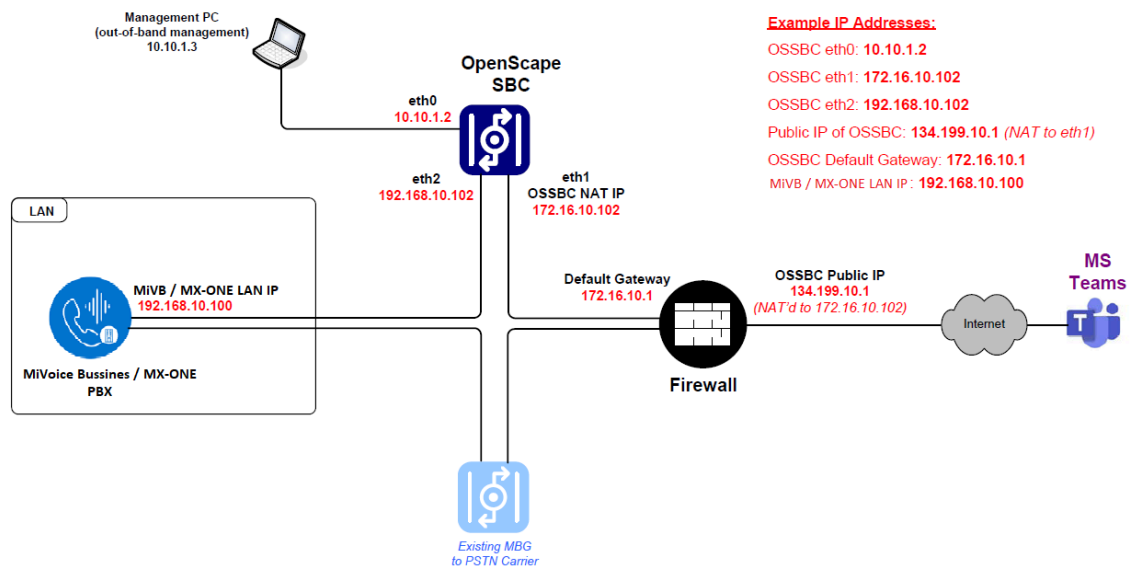 Management PC
(out-of-band management)
10.10.1.3
OpenScape
SBC
eth0
10.10.1.2
eth2
192.168.10.102
eth1
OSSBC NAT IP
172.16.10.102
Example IP Addresses:
OSSBC eth0: 10.10.1.2
OSSBC eth1: 172.16.10.102
OSSBC eth2: 192.168.10.102
Public IP of OSSBC: 134.199.10.1 (NAT to eth1)
OSSBC Default Gateway: 172.16.10.1
MiVB / MX-ONE LAN IP : 192.168.10.100
LAN
MiVB / MX-ONE LAN IP
192.168.10.100
MiVoice Bussines / MX-ONE
PBX
Default Gateway
172.16.10.1
Firewall
OSSBC Public IP
134.199.10.1
(NAT'd to 172.16.10.102)
Internet
MS
Teams
T
Existing MBG
to PSTN Carrier